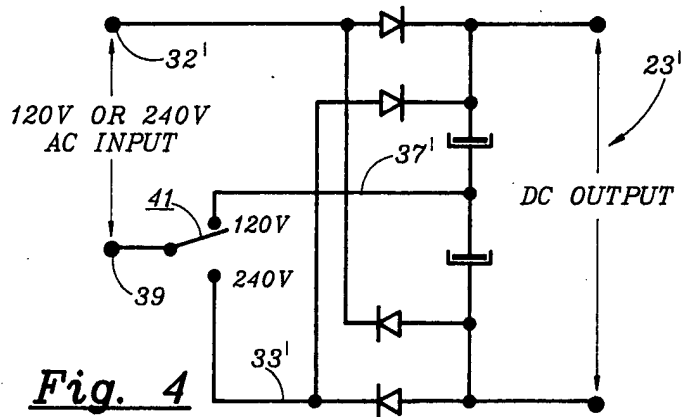 32'
23'
120V OR 240V
AC INPUT
37'
DC OUTPUT
41
120V
39
240V
33'
Fig. 4